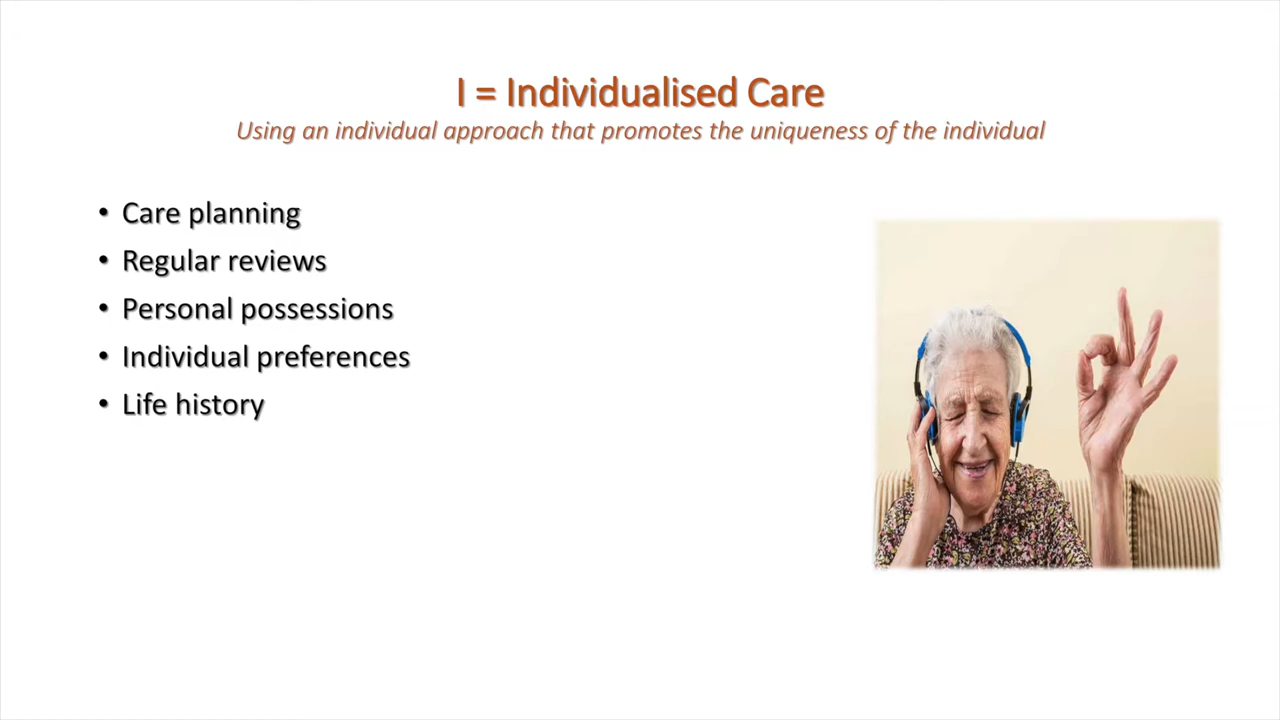 I = Individualised Care
Using an individual approach that promotes the uniqueness of the individual
• Care planning
• Regular reviews
• Personal possessions
• Individual preferences
• Life history